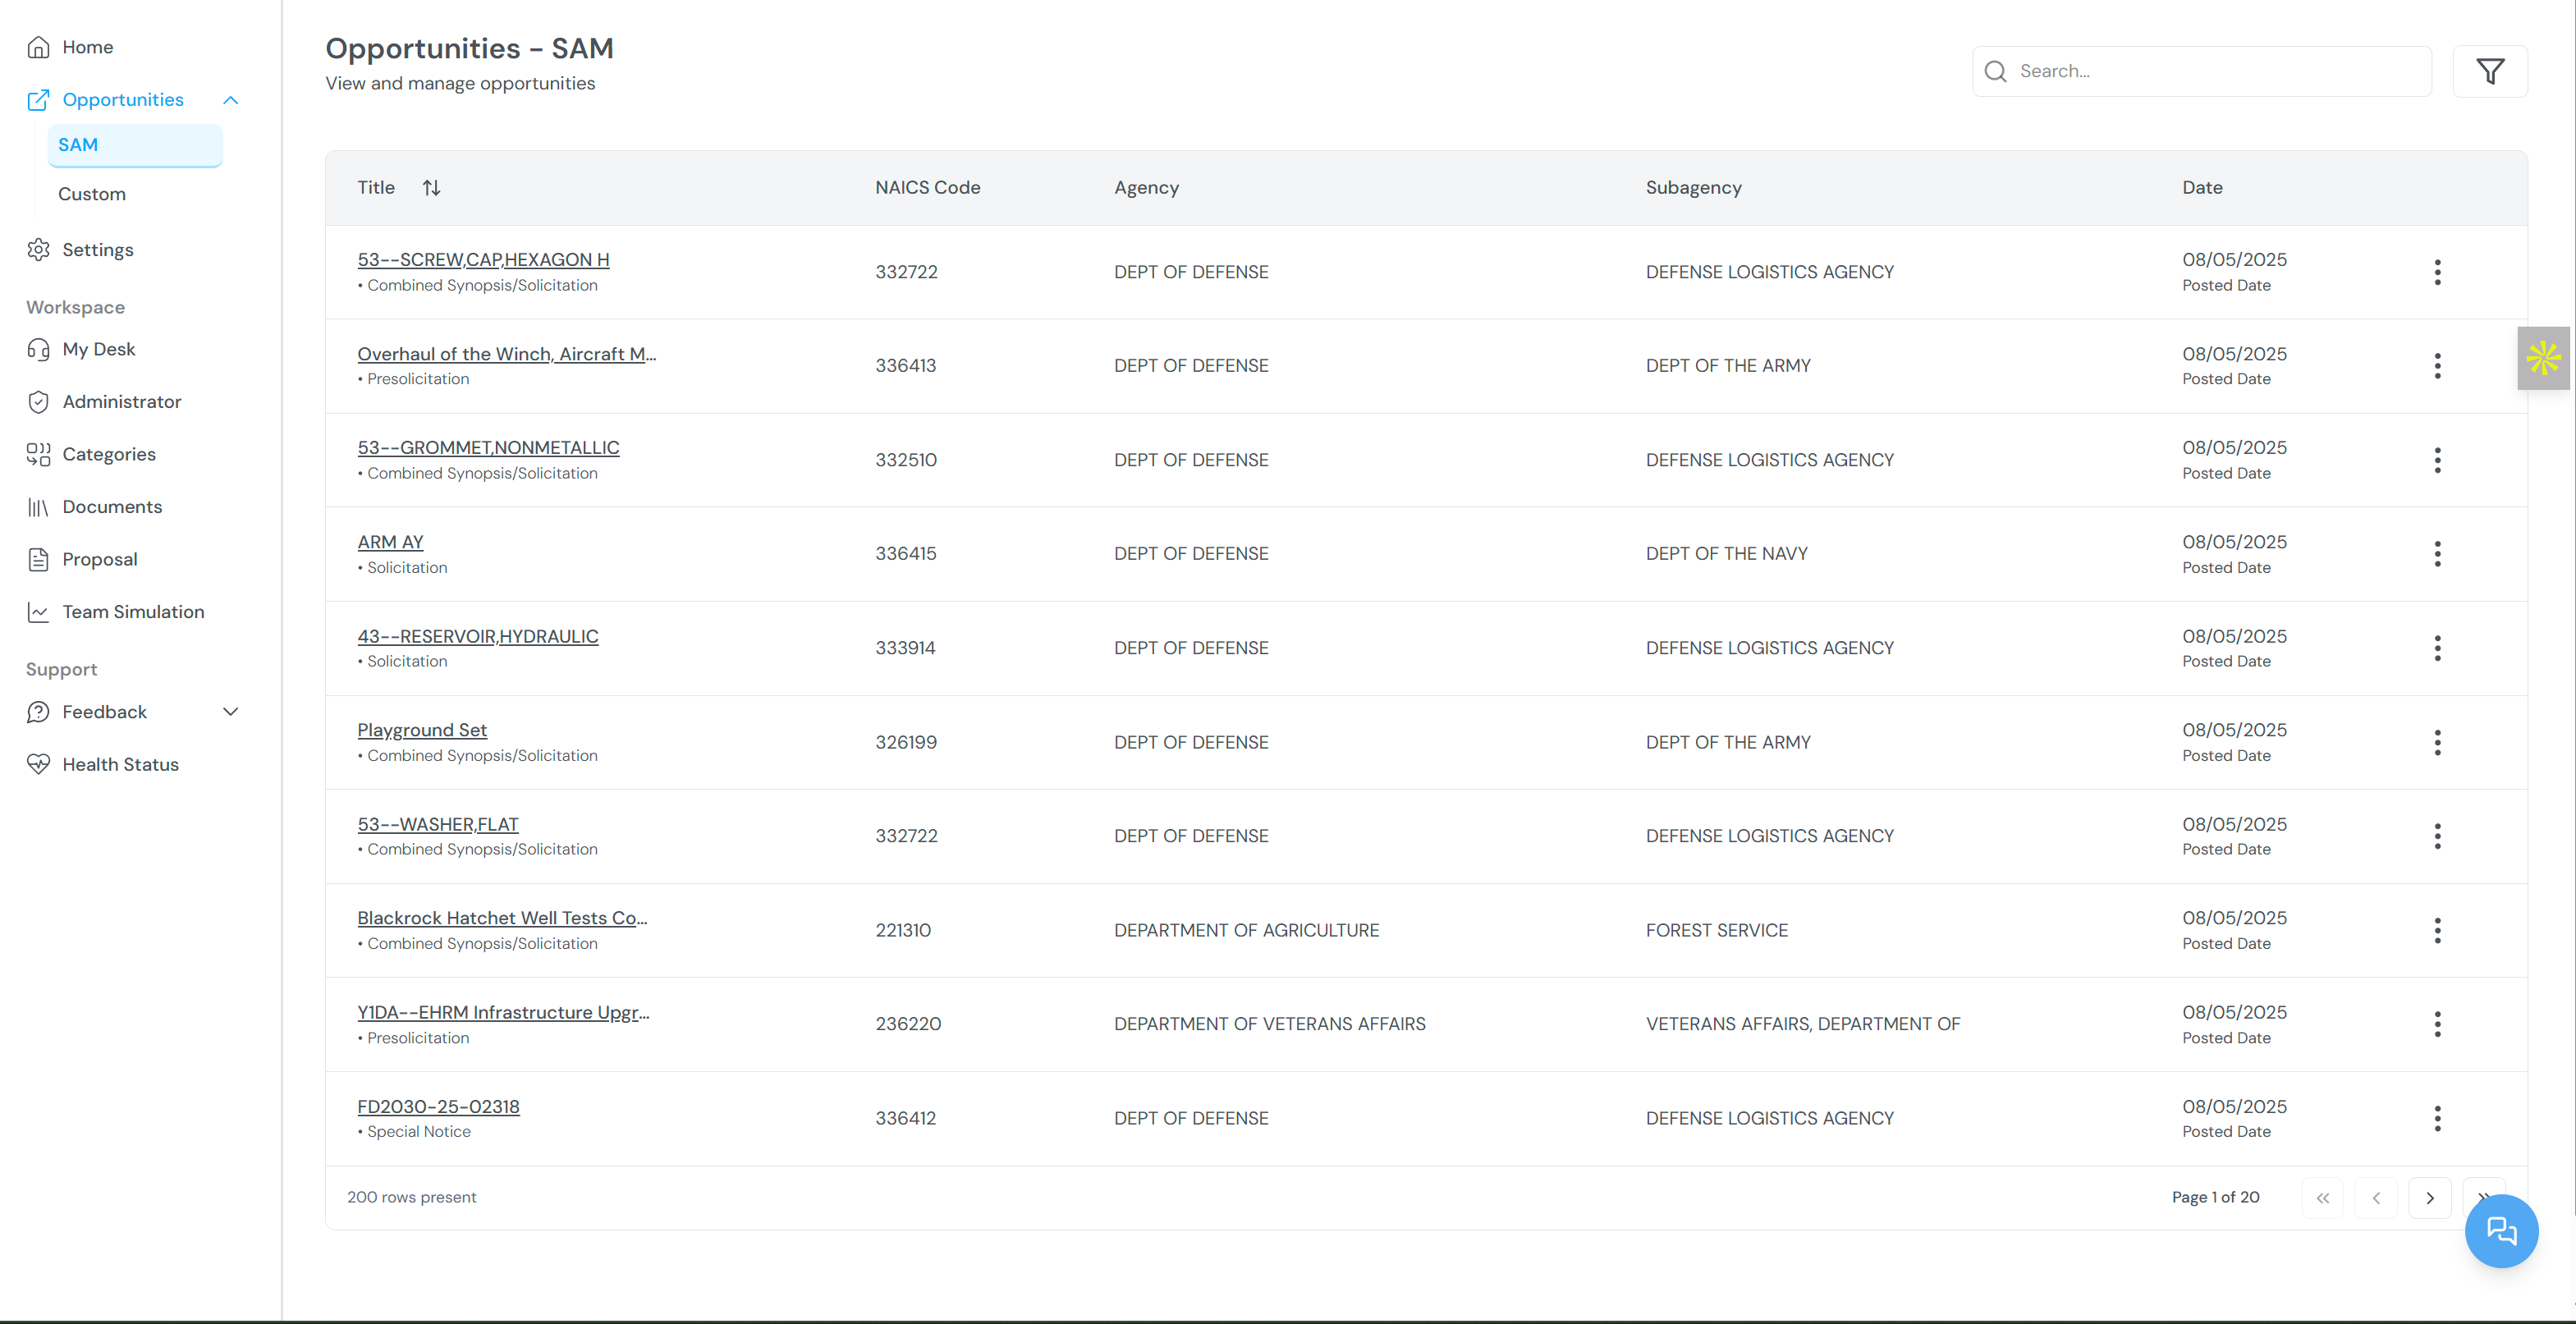 Home
Opportunities
SAM
Custom
Settings
Workspace
My Desk
Administrator
Categories
Documents
Proposal
Team Simulation
Support
Feedback
Health Status
Opportunities - SAM
View and manage opportunities
Search...
Title NAICS Code Agency Subagency Date
53--SCREW,CAP,HEXAGON H
• Combined Synopsis/Solicitation
332722 DEPT OF DEFENSE DEFENSE LOGISTICS AGENCY
08/05/2025
Posted Date
Overhaul of the Winch, Aircraft M...
• Presolicitation
336413 DEPT OF DEFENSE DEPT OF THE ARMY
08/05/2025
Posted Date
53--GROMMET,NONMETALLIC
• Combined Synopsis/Solicitation
332510 DEPT OF DEFENSE DEFENSE LOGISTICS AGENCY
08/05/2025
Posted Date
ARM AY
• Solicitation
336415 DEPT OF DEFENSE DEPT OF THE NAVY
08/05/2025
Posted Date
43--RESERVOIR,HYDRAULIC
• Solicitation
333914 DEPT OF DEFENSE DEFENSE LOGISTICS AGENCY
08/05/2025
Posted Date
Playground Set
• Combined Synopsis/Solicitation
326199 DEPT OF DEFENSE DEPT OF THE ARMY
08/05/2025
Posted Date
53--WASHER,FLAT
• Combined Synopsis/Solicitation
332722 DEPT OF DEFENSE DEFENSE LOGISTICS AGENCY
08/05/2025
Posted Date
Blackrock Hatchet Well Tests Co...
• Combined Synopsis/Solicitation
221310 DEPARTMENT OF AGRICULTURE FOREST SERVICE
08/05/2025
Posted Date
Y1DA--EHRM Infrastructure Upgr...
• Presolicitation
236220 DEPARTMENT OF VETERANS AFFAIRS VETERANS AFFAIRS, DEPARTMENT OF
08/05/2025
Posted Date
FD2030-25-02318
• Special Notice
336412 DEPT OF DEFENSE DEFENSE LOGISTICS AGENCY
08/05/2025
Posted Date
200 rows present
Page 1 of 20